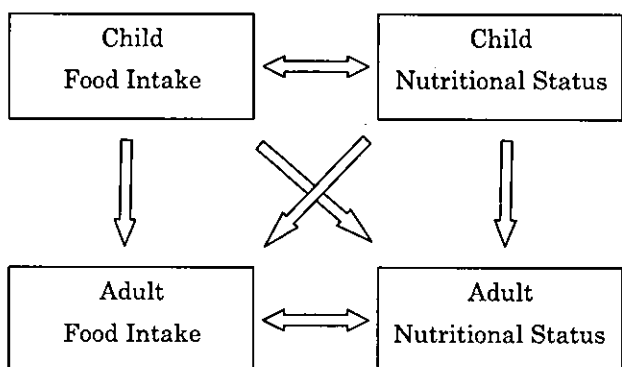 Child
Food Intake
Child
Nutritional Status
Adult
Food Intake
Adult
Nutritional Status